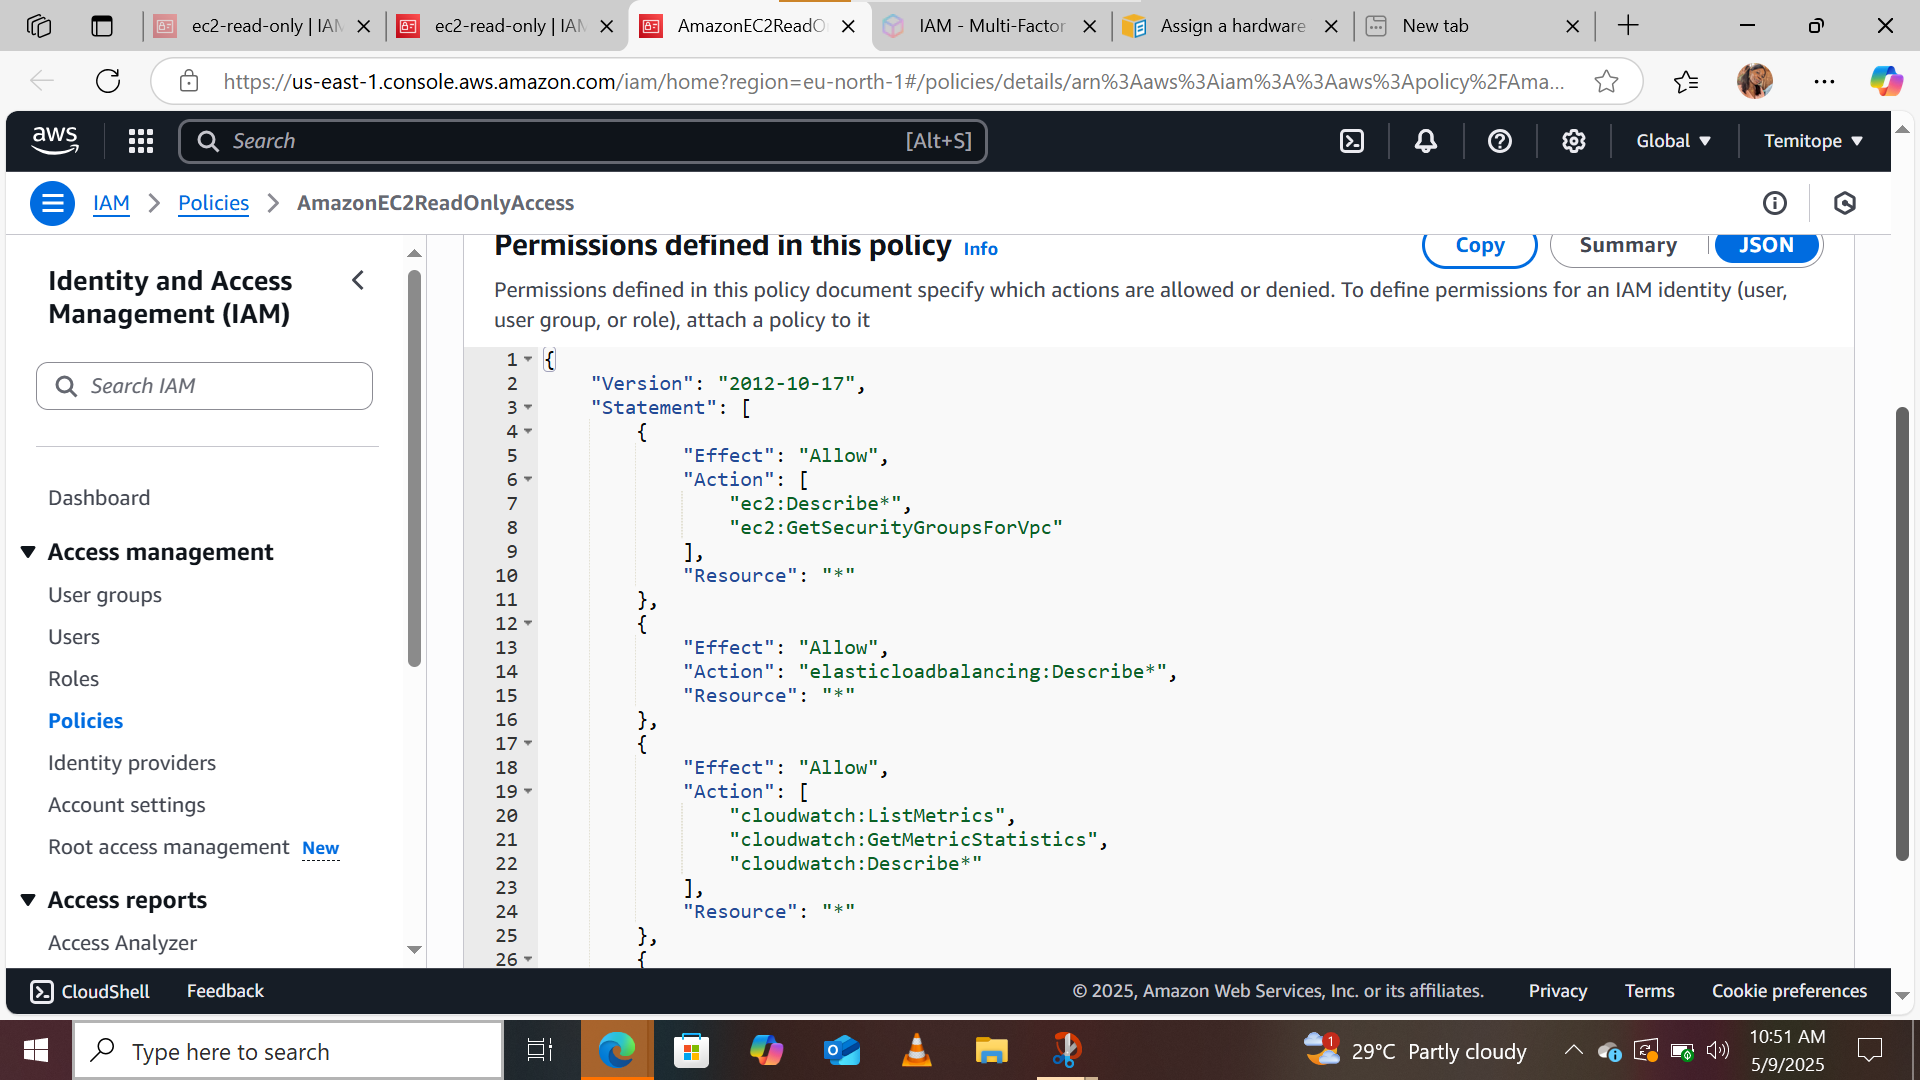 ec2-read-only | IAM
ec2-read-only | IAM
AmazonEC2ReadO
IAM - Multi-Factor
Assign a hardware
New tab
https://us-east-1.console.aws.amazon.com/iam/home?region=eu-north-1#/policies/details/arn%3Aaws%3Aiam%3A%3Aaws%3Apolicy%2FAma...
aws
Search
[Alt+S]
Global
Temitope
IAM
Policies
AmazonEC2ReadOnlyAccess
Identity and Access
Management (IAM)
Search IAM
Dashboard
Access management
User groups
Users
Roles
Policies
Identity providers
Account settings
Root access management New
Access reports
Access Analyzer
Permissions defined in this policy Info
Copy
Summary
JSON
Permissions defined in this policy document specify which actions are allowed or denied. To define permissions for an IAM identity (user,
user group, or role), attach a policy to it
1 {
2 "Version": "2012-10-17",
3 "Statement": [
4 {
5 "Effect": "Allow",
6 "Action": [
7 "ec2:Describe*",
8 "ec2:GetSecurityGroupsForVpc"
9 ],
10 "Resource": "*"
11 },
12 {
13 "Effect": "Allow",
14 "Action": "elasticloadbalancing:Describe*",
15 "Resource": "*"
16 },
17 {
18 "Effect": "Allow",
19 "Action": [
20 "cloudwatch:ListMetrics",
21 "cloudwatch:GetMetricStatistics",
22 "cloudwatch:Describe*"
23 ],
24 "Resource": "*"
25 },
26 {
CloudShell
Feedback
© 2025, Amazon Web Services, Inc. or its affiliates.
Privacy
Terms
Cookie preferences
Type here to search
1
29°C Partly cloudy
10:51 AM
5/9/2025